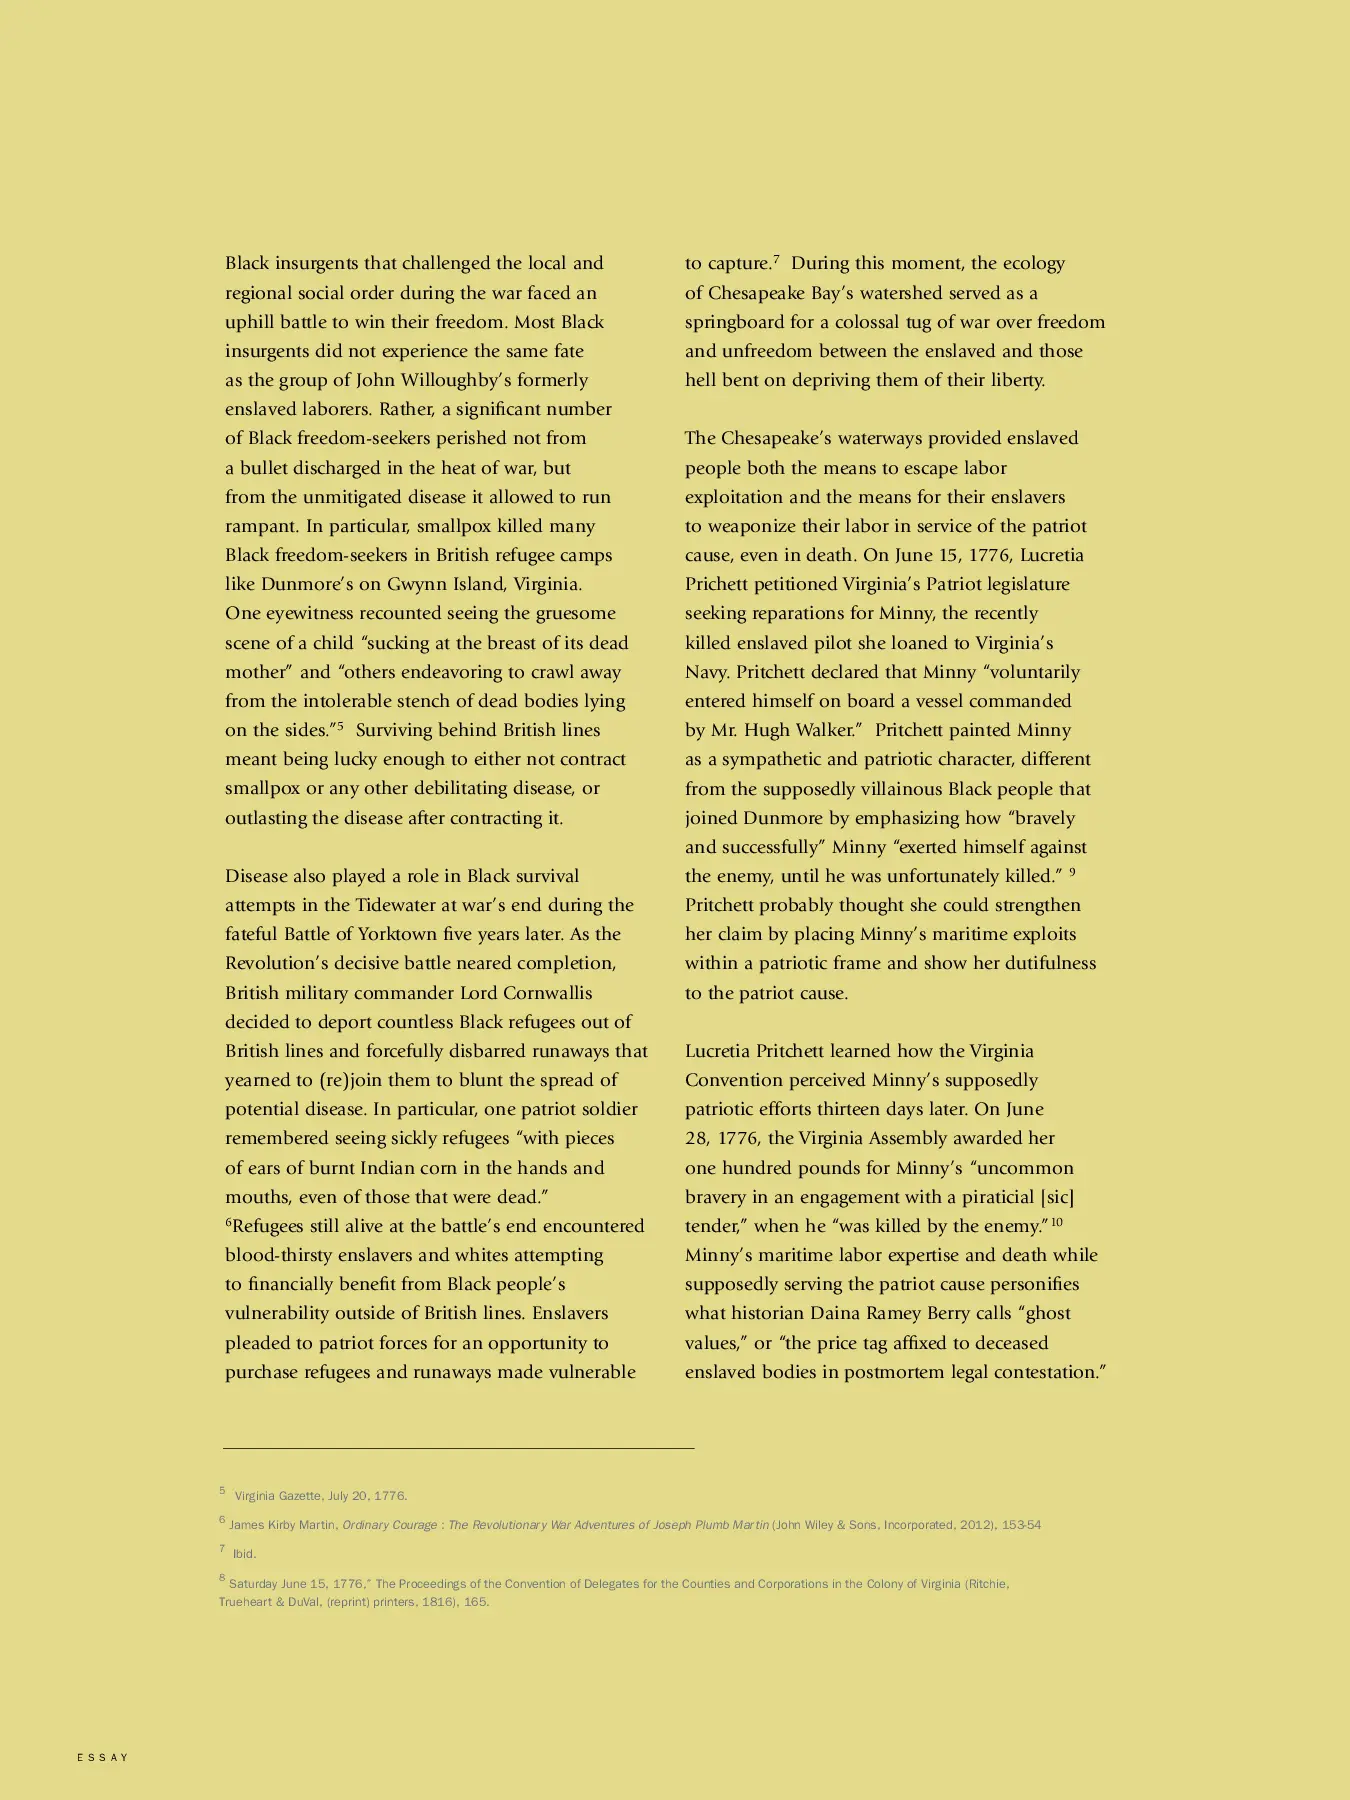 Black insurgents that challenged the local and
regional social order during the war faced an
uphill battle to win their freedom. Most Black
insurgents did not experience the same fate
as the group of John Willoughby’s formerly
enslaved laborers. Rather, a significant number
of Black freedom-seekers perished not from
a bullet discharged in the heat of war, but
from the unmitigated disease it allowed to run
rampant. In particular, smallpox killed many
Black freedom-seekers in British refugee camps
like Dunmore’s on Gwynn Island, Virginia.
One eyewitness recounted seeing the gruesome
scene of a child “sucking at the breast of its dead
mother” and “others endeavoring to crawl away
from the intolerable stench of dead bodies lying
on the sides.”⁵ Surviving behind British lines
meant being lucky enough to either not contract
smallpox or any other debilitating disease, or
outlasting the disease after contracting it.
Disease also played a role in Black survival
attempts in the Tidewater at war’s end during the
fateful Battle of Yorktown five years later. As the
Revolution’s decisive battle neared completion,
British military commander Lord Cornwallis
decided to deport countless Black refugees out of
British lines and forcefully disbarred runaways that
yearned to (re)join them to blunt the spread of
potential disease. In particular, one patriot soldier
remembered seeing sickly refugees “with pieces
of ears of burnt Indian corn in the hands and
mouths, even of those that were dead.”
⁶Refugees still alive at the battle’s end encountered
blood-thirsty enslavers and whites attempting
to financially benefit from Black people’s
vulnerability outside of British lines. Enslavers
pleaded to patriot forces for an opportunity to
purchase refugees and runaways made vulnerable
to capture.⁷ During this moment, the ecology
of Chesapeake Bay’s watershed served as a
springboard for a colossal tug of war over freedom
and unfreedom between the enslaved and those
hell bent on depriving them of their liberty.
The Chesapeake’s waterways provided enslaved
people both the means to escape labor
exploitation and the means for their enslavers
to weaponize their labor in service of the patriot
cause, even in death. On June 15, 1776, Lucretia
Prichett petitioned Virginia’s Patriot legislature
seeking reparations for Minny, the recently
killed enslaved pilot she loaned to Virginia’s
Navy. Pritchett declared that Minny “voluntarily
entered himself on board a vessel commanded
by Mr. Hugh Walker.” Pritchett painted Minny
as a sympathetic and patriotic character, different
from the supposedly villainous Black people that
joined Dunmore by emphasizing how “bravely
and successfully” Minny “exerted himself against
the enemy, until he was unfortunately killed.” ⁹
Pritchett probably thought she could strengthen
her claim by placing Minny’s maritime exploits
within a patriotic frame and show her dutifulness
to the patriot cause.
Lucretia Pritchett learned how the Virginia
Convention perceived Minny’s supposedly
patriotic efforts thirteen days later. On June
28, 1776, the Virginia Assembly awarded her
one hundred pounds for Minny’s “uncommon
bravery in an engagement with a piraticial [sic]
tender,” when he “was killed by the enemy.”¹⁰
Minny’s maritime labor expertise and death while
supposedly serving the patriot cause personifies
what historian Daina Ramey Berry calls “ghost
values,” or “the price tag affixed to deceased
enslaved bodies in postmortem legal contestation.”
⁵ Virginia Gazette, July 20, 1776.
⁶ James Kirby Martin, Ordinary Courage : The Revolutionary War Adventures of Joseph Plumb Martin (John Wiley & Sons, Incorporated, 2012), 153-54
⁷ Ibid.
⁸ Saturday June 15, 1776,” The Proceedings of the Convention of Delegates for the Counties and Corporations in the Colony of Virginia (Ritchie,
Trueheart & DuVal, (reprint) printers, 1816), 165.
ESSAY